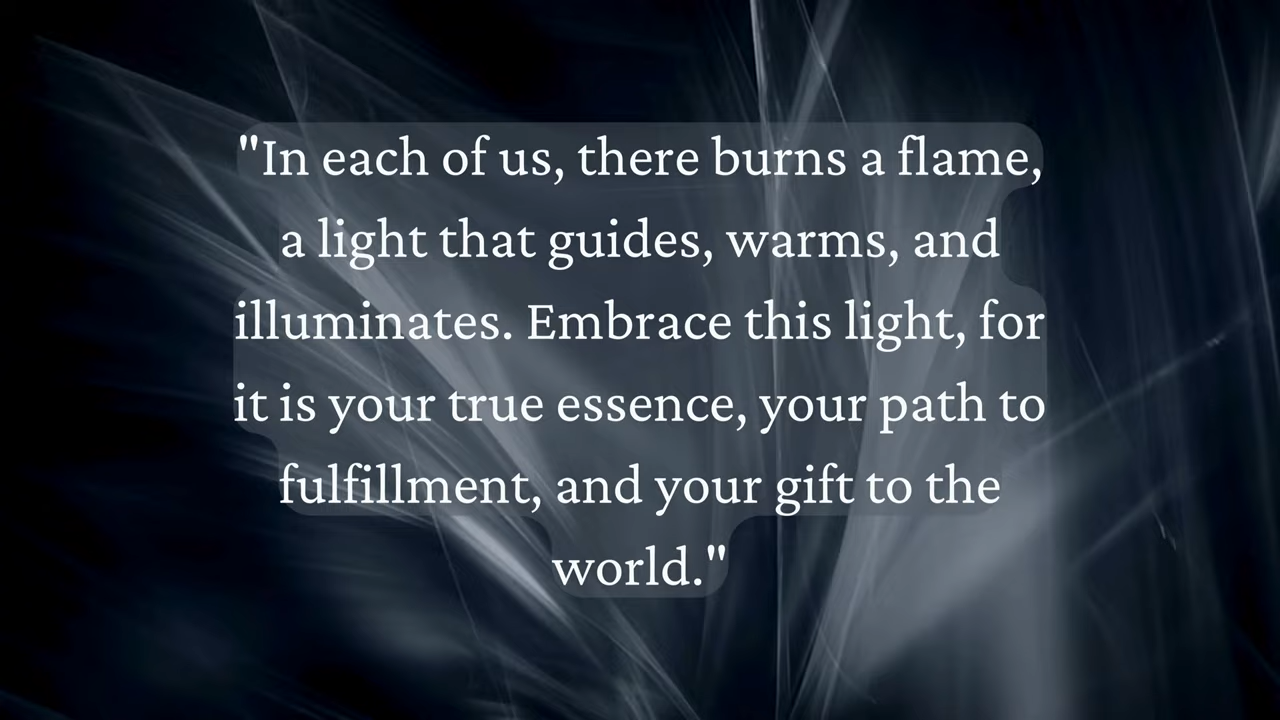 "In each of us, there burns a flame,
a light that guides, warms, and
illuminates. Embrace this light, for
it is your true essence, your path to
fulfillment, and your gift to the
world."